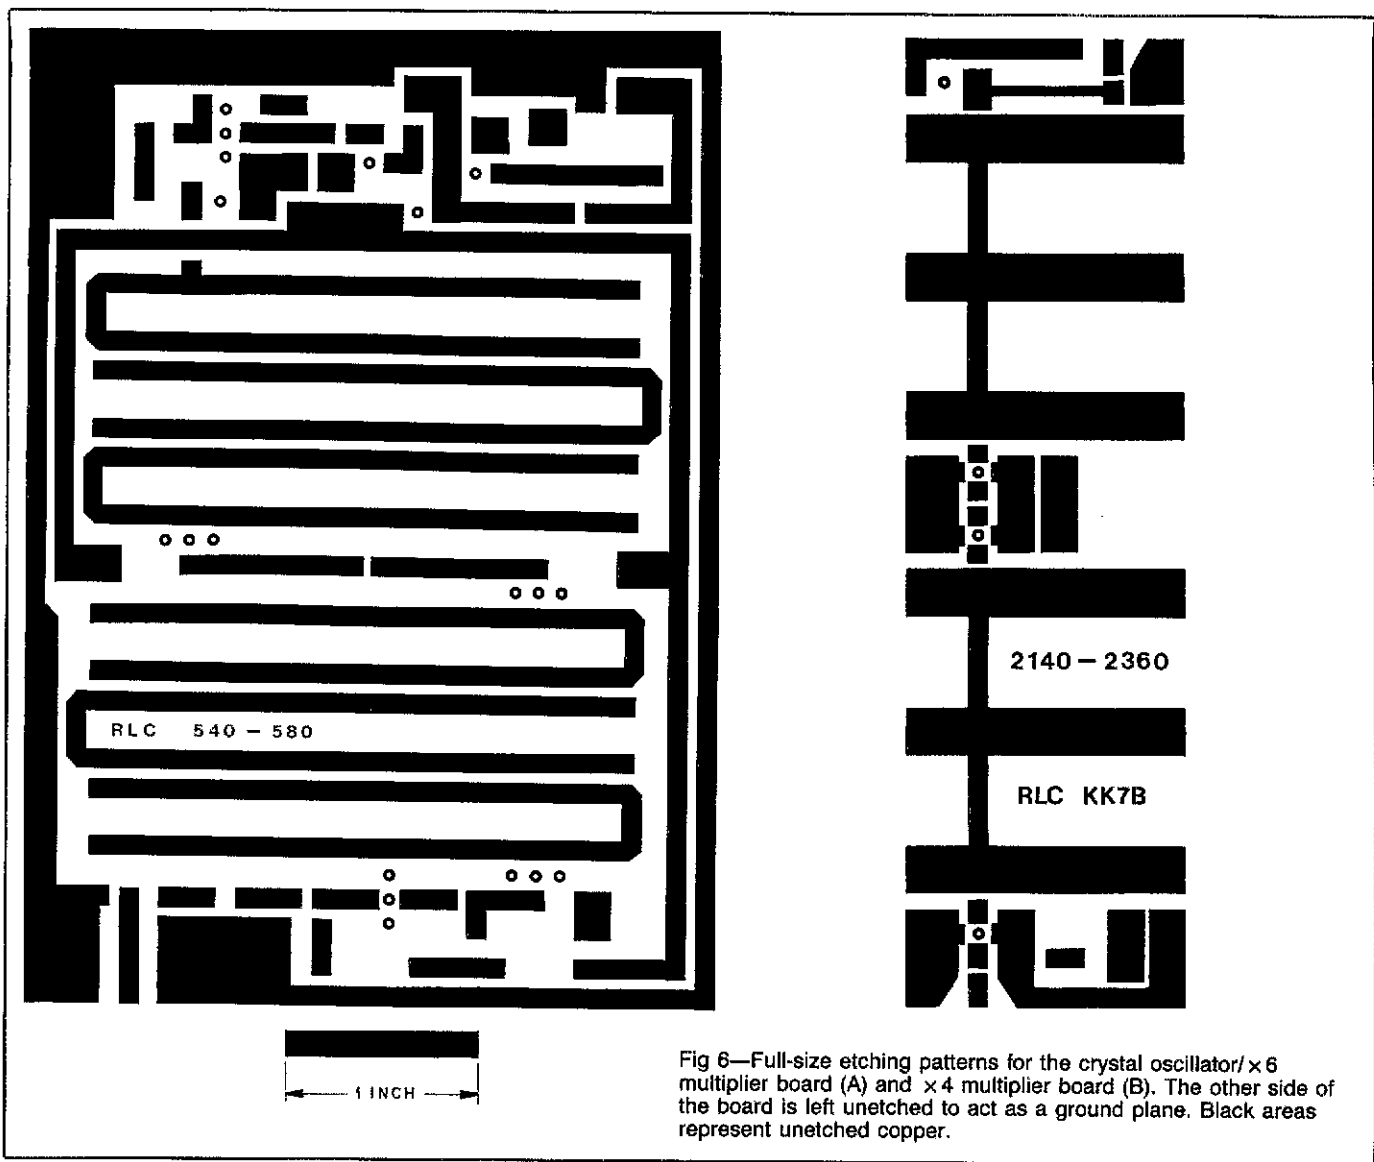 RLC 540 – 580
2140 – 2360
RLC KK7B
1 INCH
Fig 6—Full-size etching patterns for the crystal oscillator/×6
multiplier board (A) and ×4 multiplier board (B). The other side of
the board is left unetched to act as a ground plane. Black areas
represent unetched copper.